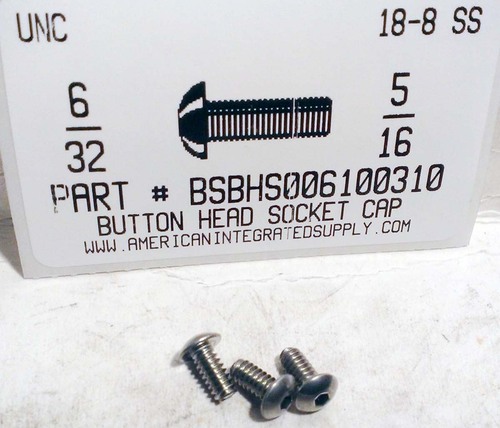 UNC 18-8 SS
6 5
32 16
PART # BSBHS006100310
BUTTON HEAD SOCKET CAP
WWW.AMERICANINTEGRATEDSUPPLY.COM